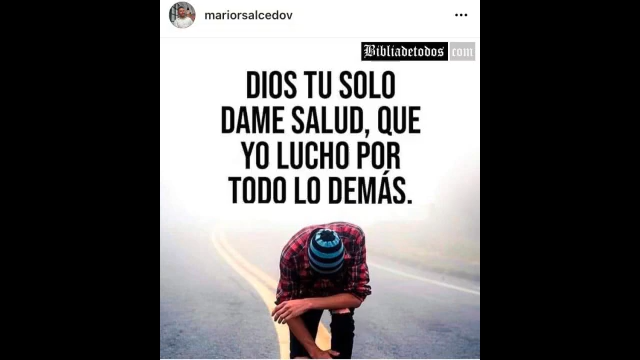 mariorsalcedov
Bibliadetodos com
DIOS TU SOLO
DAME SALUD, QUE
YO LUCHO POR
TODO LO DEMÁS.